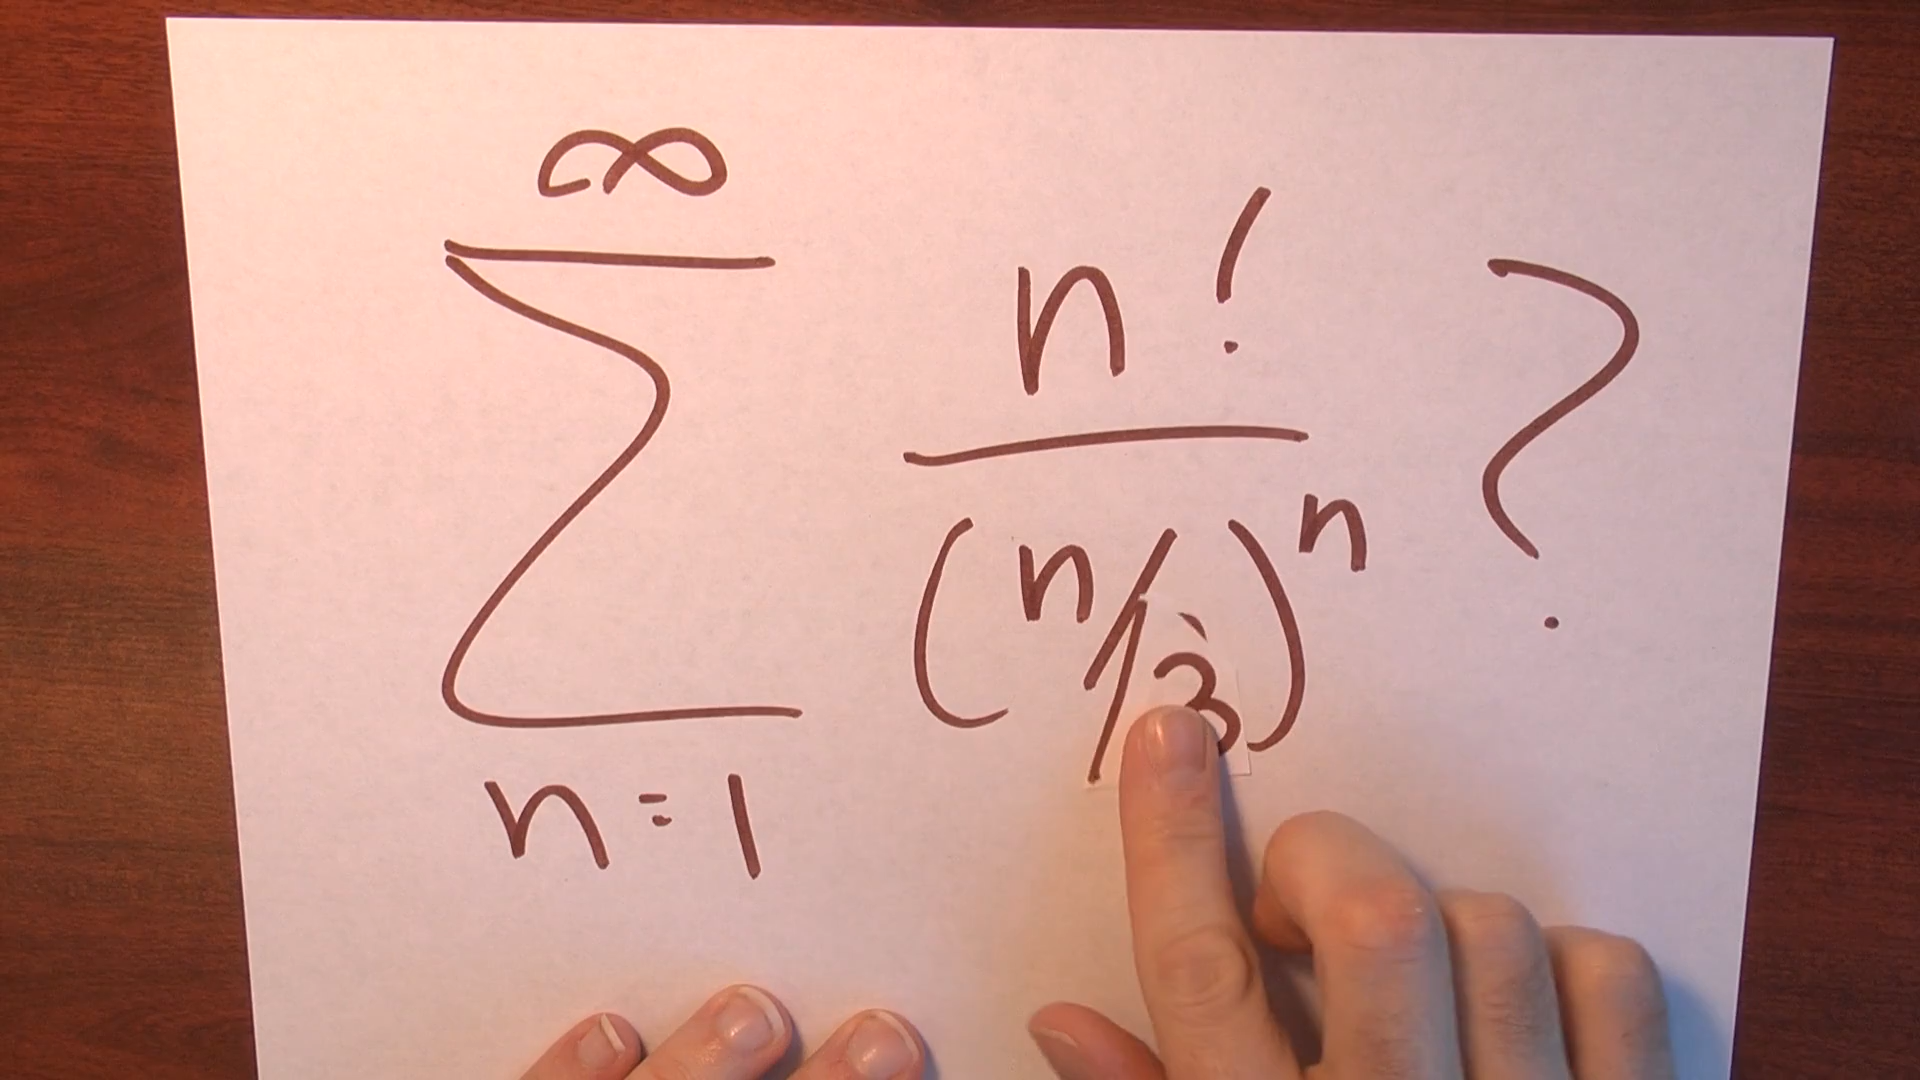 ∞
∑ n! / (n/3)^n ?
n=1